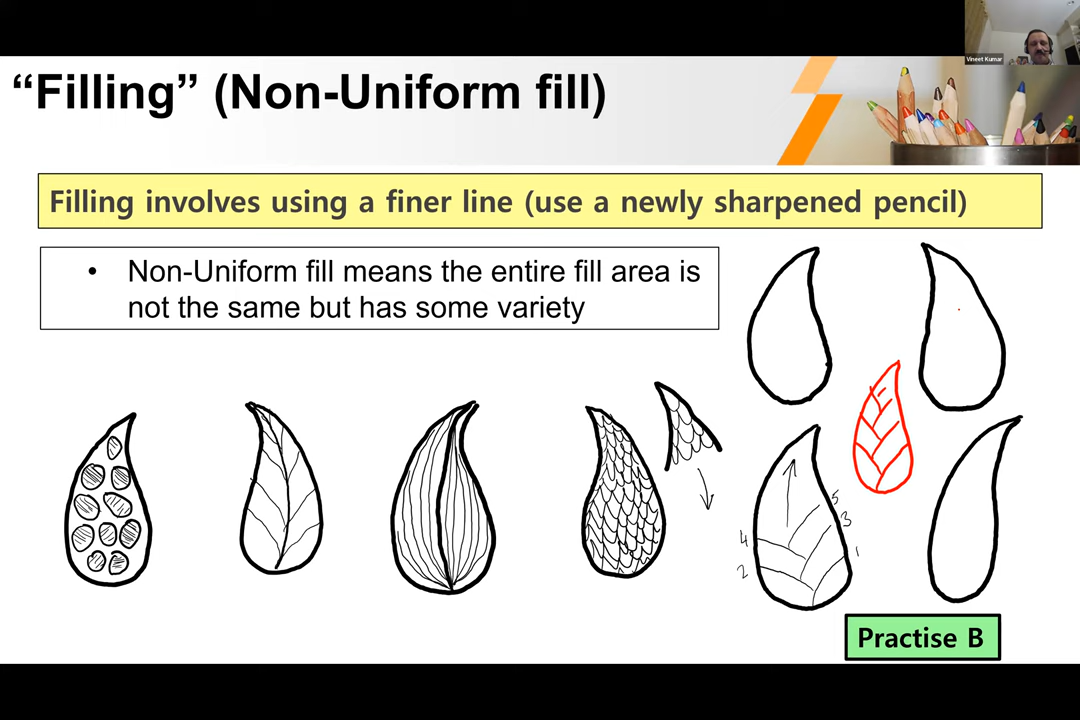 Vineet Kumar
“Filling” (Non-Uniform fill)
Filling involves using a finer line (use a newly sharpened pencil)
• Non-Uniform fill means the entire fill area is
not the same but has some variety
5
3
4
1
2
Practise B